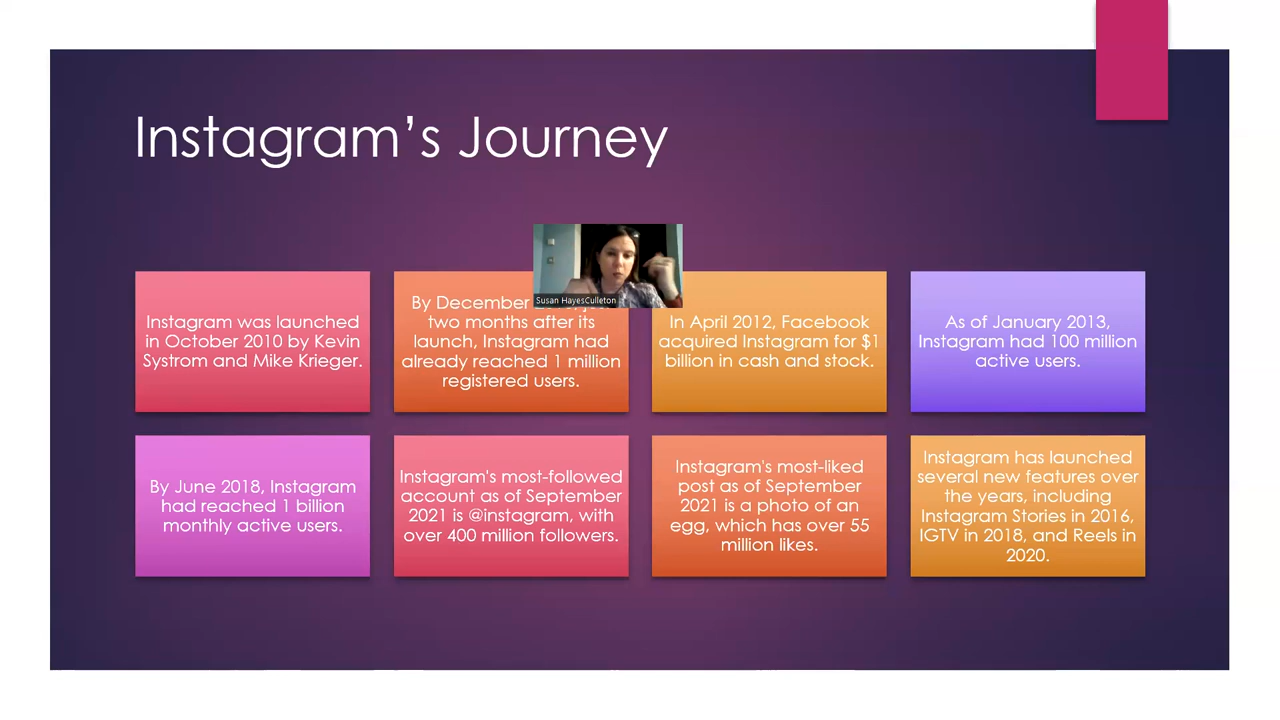 Instagram's Journey
Instagram was launched
in October 2010 by Kevin
Systrom and Mike Krieger.
By December
two months after its
launch, Instagram had
already reached 1 million
registered users.
Susan HayesCulleton
In April 2012, Facebook
acquired Instagram for $1
billion in cash and stock.
As of January 2013,
Instagram had 100 million
active users.
By June 2018, Instagram
had reached 1 billion
monthly active users.
Instagram's most-followed
account as of September
2021 is @instagram, with
over 400 million followers.
Instagram's most-liked
post as of September
2021 is a photo of an
egg, which has over 55
million likes.
Instagram has launched
several new features over
the years, including
Instagram Stories in 2016,
IGTV in 2018, and Reels in
2020.